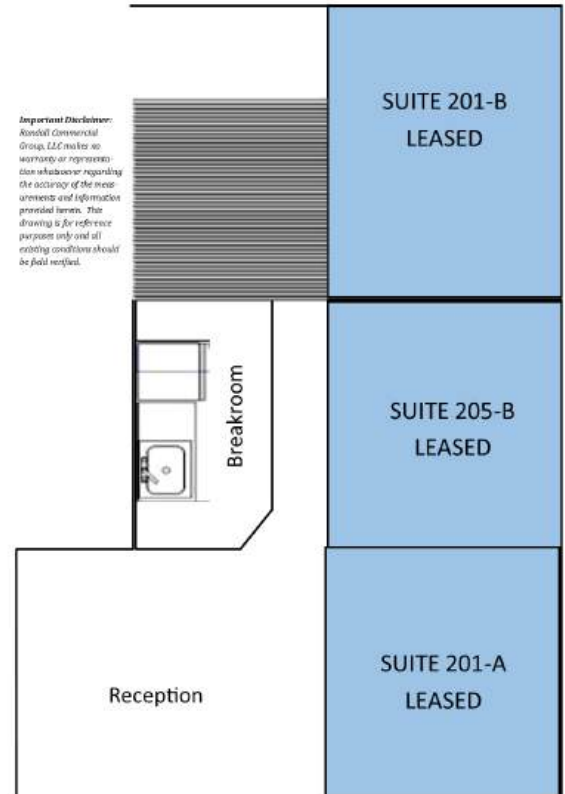 SUITE 201-B
LEASED
Important Disclaimer:
Randall Commercial
Group, LLC makes no
warranty or representa-
tion whatsoever regarding
the accuracy of the meas-
urements and information
provided herein. This
drawing is for reference
purposes only and all
existing conditions should
be field verified.
Breakroom
SUITE 205-B
LEASED
SUITE 201-A
LEASED
Reception